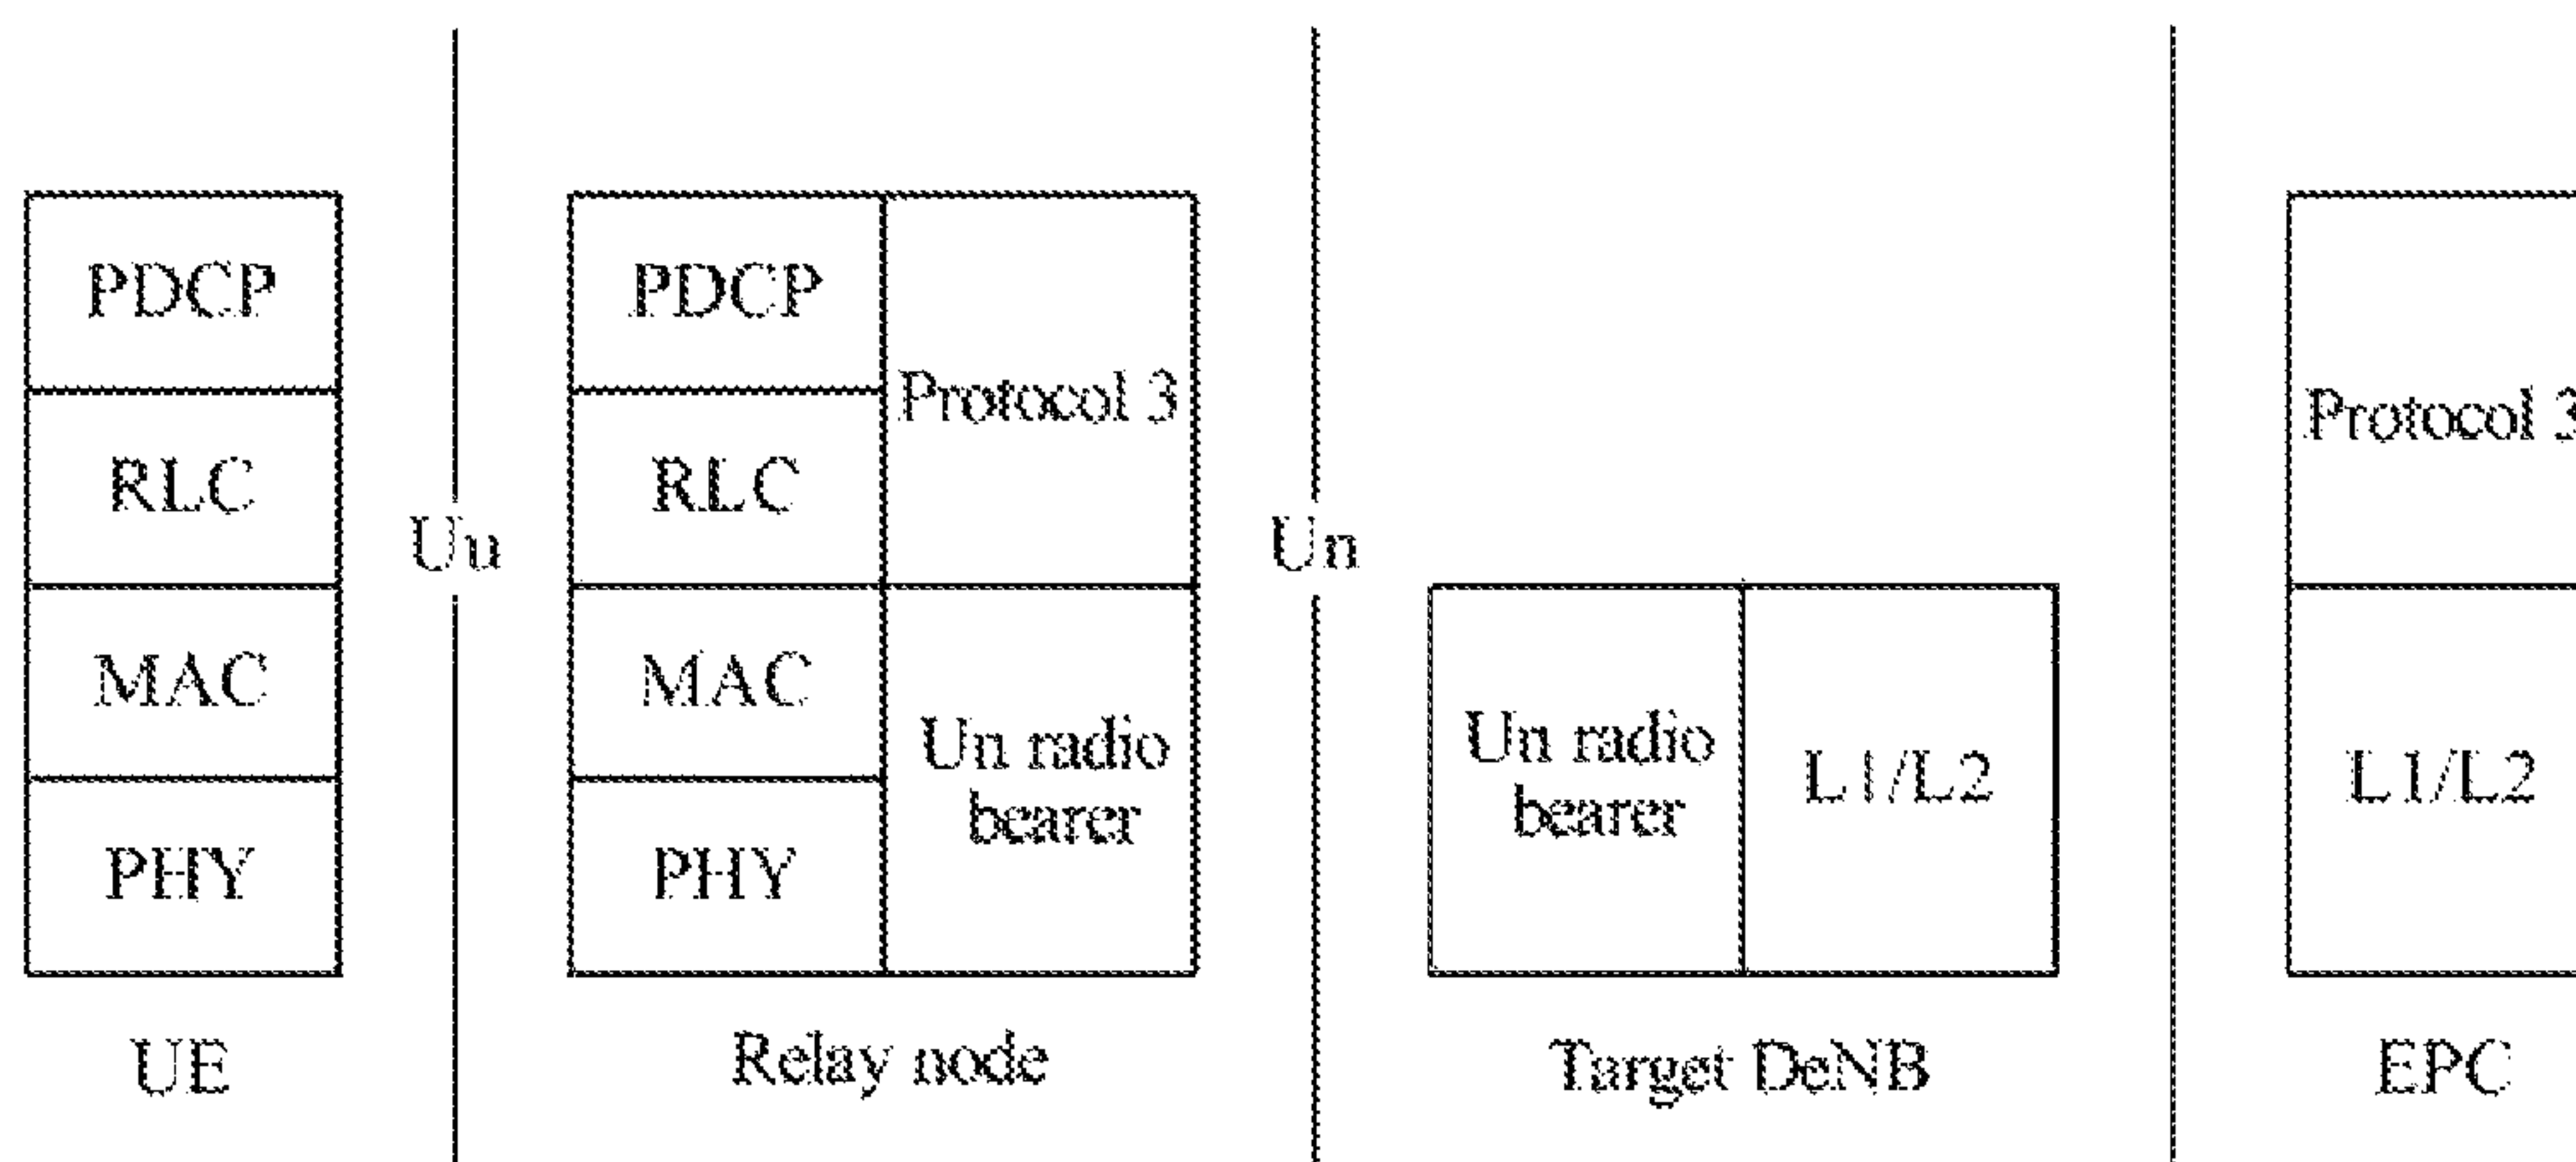 PDCP
RLC
MAC
PHY
UE
Uu
PDCP
RLC
MAC
PHY
Protocol 3
Un radio
bearer
Relay node
Un
Un radio
bearer
L1/L2
Target DeNB
Protocol 3
L1/L2
EPC